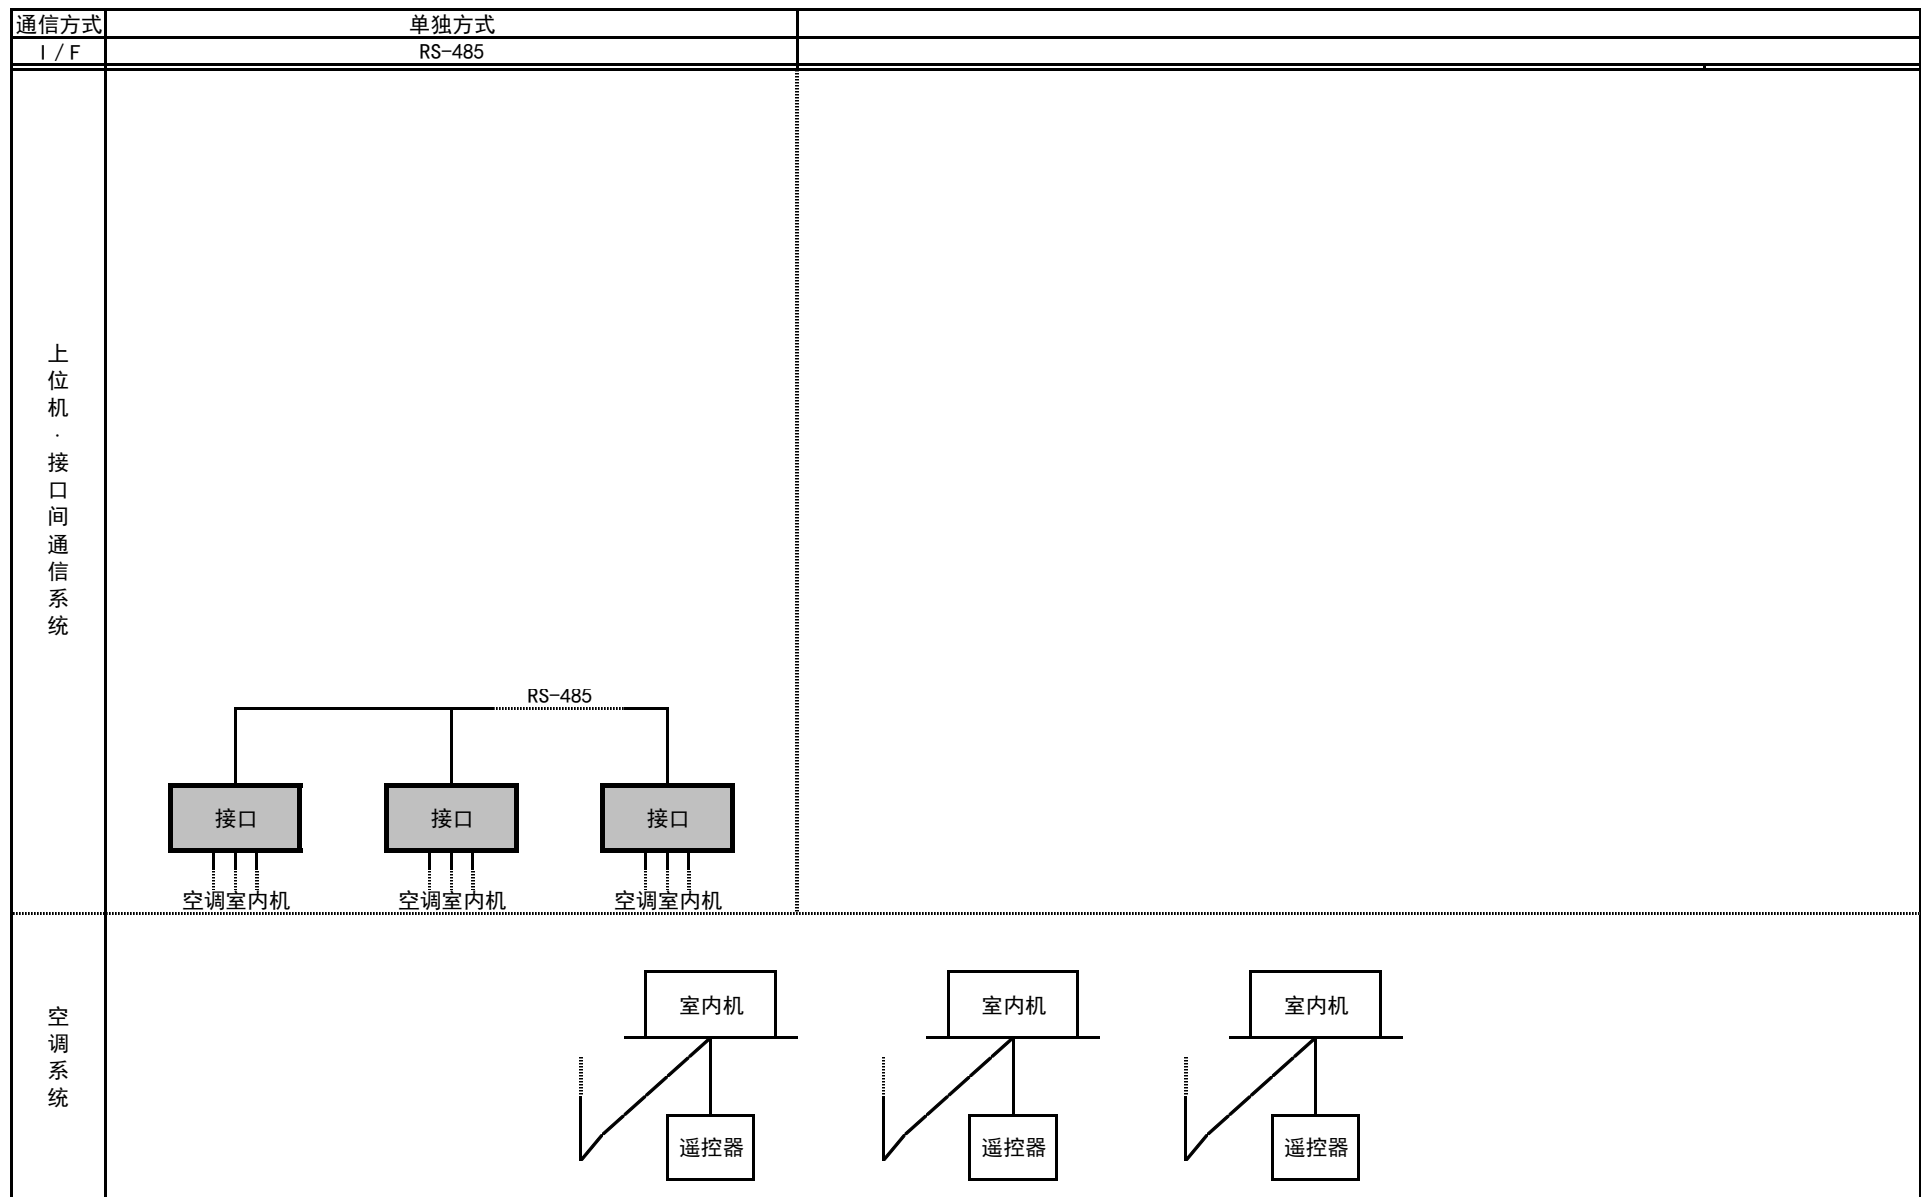 通信方式
单独方式
I/F
RS-485
上位机·接口间通信系统
RS-485
接口
接口
接口
空调室内机
空调室内机
空调室内机
空调系统
室内机
室内机
室内机
遥控器
遥控器
遥控器